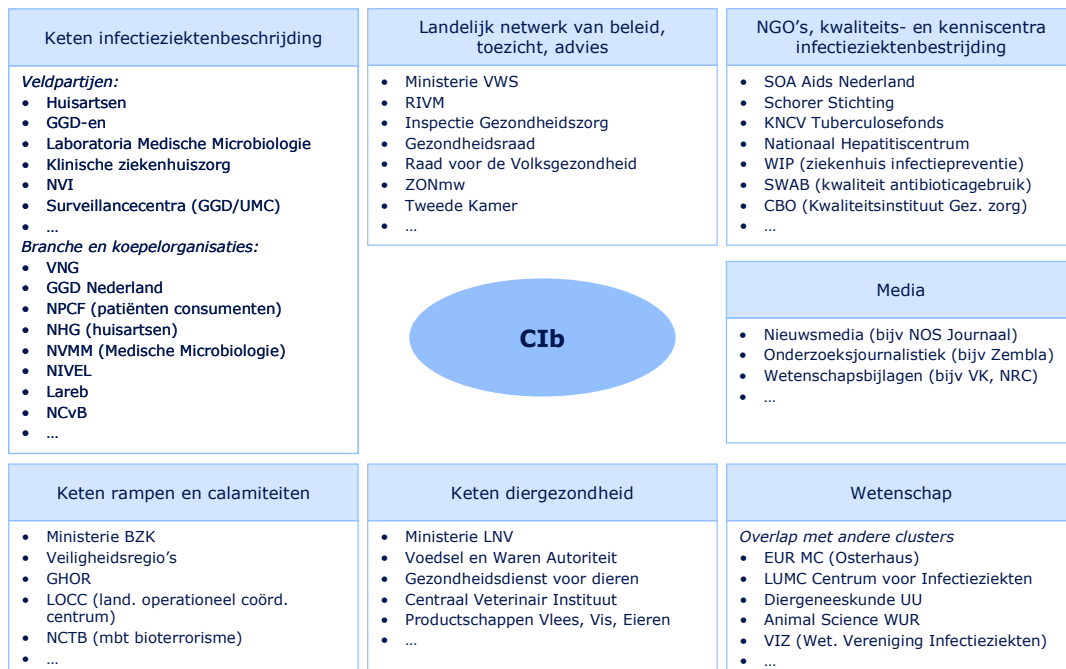 Keten infectieziektenbeschrijding
Veldpartijen:
• Huisartsen
• GGD-en
• Laboratoria Medische Microbiologie
• Klinische ziekenhuiszorg
• NVI
• Surveillancecentra (GGD/UMC)
• ...
Branche en koepelorganisaties:
• VNG
• GGD Nederland
• NPCF (patiënten consumenten)
• NHG (huisartsen)
• NVMM (Medische Microbiologie)
• NIVEL
• Lareb
• NCvB
• ...
Landelijk netwerk van beleid,
toezicht, advies
• Ministerie VWS
• RIVM
• Inspectie Gezondheidszorg
• Gezondheidsraad
• Raad voor de Volksgezondheid
• ZONmw
• Tweede Kamer
• ...
NGO's, kwaliteits- en kenniscentra
infectieziektenbestrijding
• SOA Aids Nederland
• Schorer Stichting
• KNCV Tuberculosefonds
• Nationaal Hepatitiscentrum
• WIP (ziekenhuis infectiepreventie)
• SWAB (kwaliteit antibioticagebruik)
• CBO (Kwaliteitsinstituut Gez. zorg)
• ...
CIb
Media
• Nieuwsmedia (bijv NOS Journaal)
• Onderzoeksjournalistiek (bijv Zembla)
• Wetenschapsbijlagen (bijv VK, NRC)
• ...
Keten rampen en calamiteiten
• Ministerie BZK
• Veiligheidsregio's
• GHOR
• LOCC (land. operationeel coörd.
centrum)
• NCTB (mbt bioterrorisme)
• ...
Keten diergezondheid
• Ministerie LNV
• Voedsel en Waren Autoriteit
• Gezondheidsdienst voor dieren
• Centraal Veterinair Instituut
• Productschappen Vlees, Vis, Eieren
• ...
Wetenschap
Overlap met andere clusters
• EUR MC (Osterhaus)
• LUMC Centrum voor Infectieziekten
• Diergeneeskunde UU
• Animal Science WUR
• VIZ (Wet. Vereniging Infectieziekten)
• ...